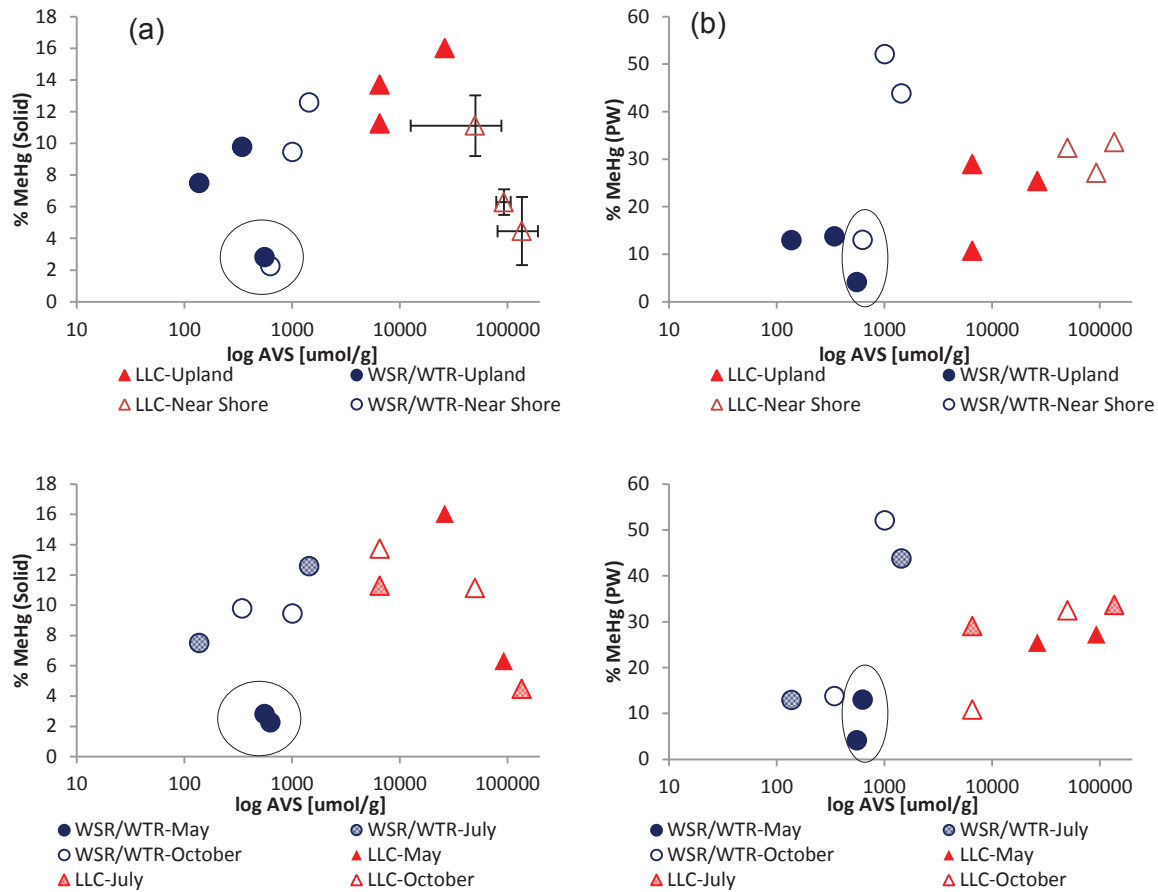 (a)
% MeHg (Solid)
18
16
14
12
10
8
6
4
2
0
10 100 1000 10000 100000
log AVS [umol/g]
LLC-Upland WSR/WTR-Upland
LLC-Near Shore WSR/WTR-Near Shore
(b)
% MeHg (PW)
60
50
40
30
20
10
0
10 100 1000 10000 100000
log AVS [umol/g]
LLC-Upland WSR/WTR-Upland
LLC-Near Shore WSR/WTR-Near Shore
% MeHg (Solid)
18
16
14
12
10
8
6
4
2
0
10 100 1000 10000 100000
log AVS [umol/g]
WSR/WTR-May WSR/WTR-July
WSR/WTR-October LLC-May
LLC-July LLC-October
% MeHg (PW)
60
50
40
30
20
10
0
10 100 1000 10000 100000
log AVS [umol/g]
WSR/WTR-May WSR/WTR-July
WSR/WTR-October LLC-May
LLC-July LLC-October